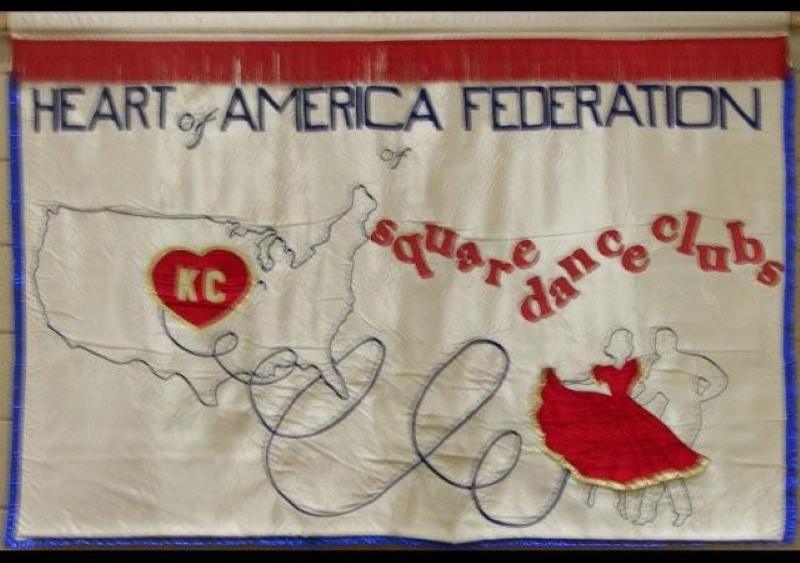 HEART of AMERICA FEDERATION
of
square dance clubs
KC